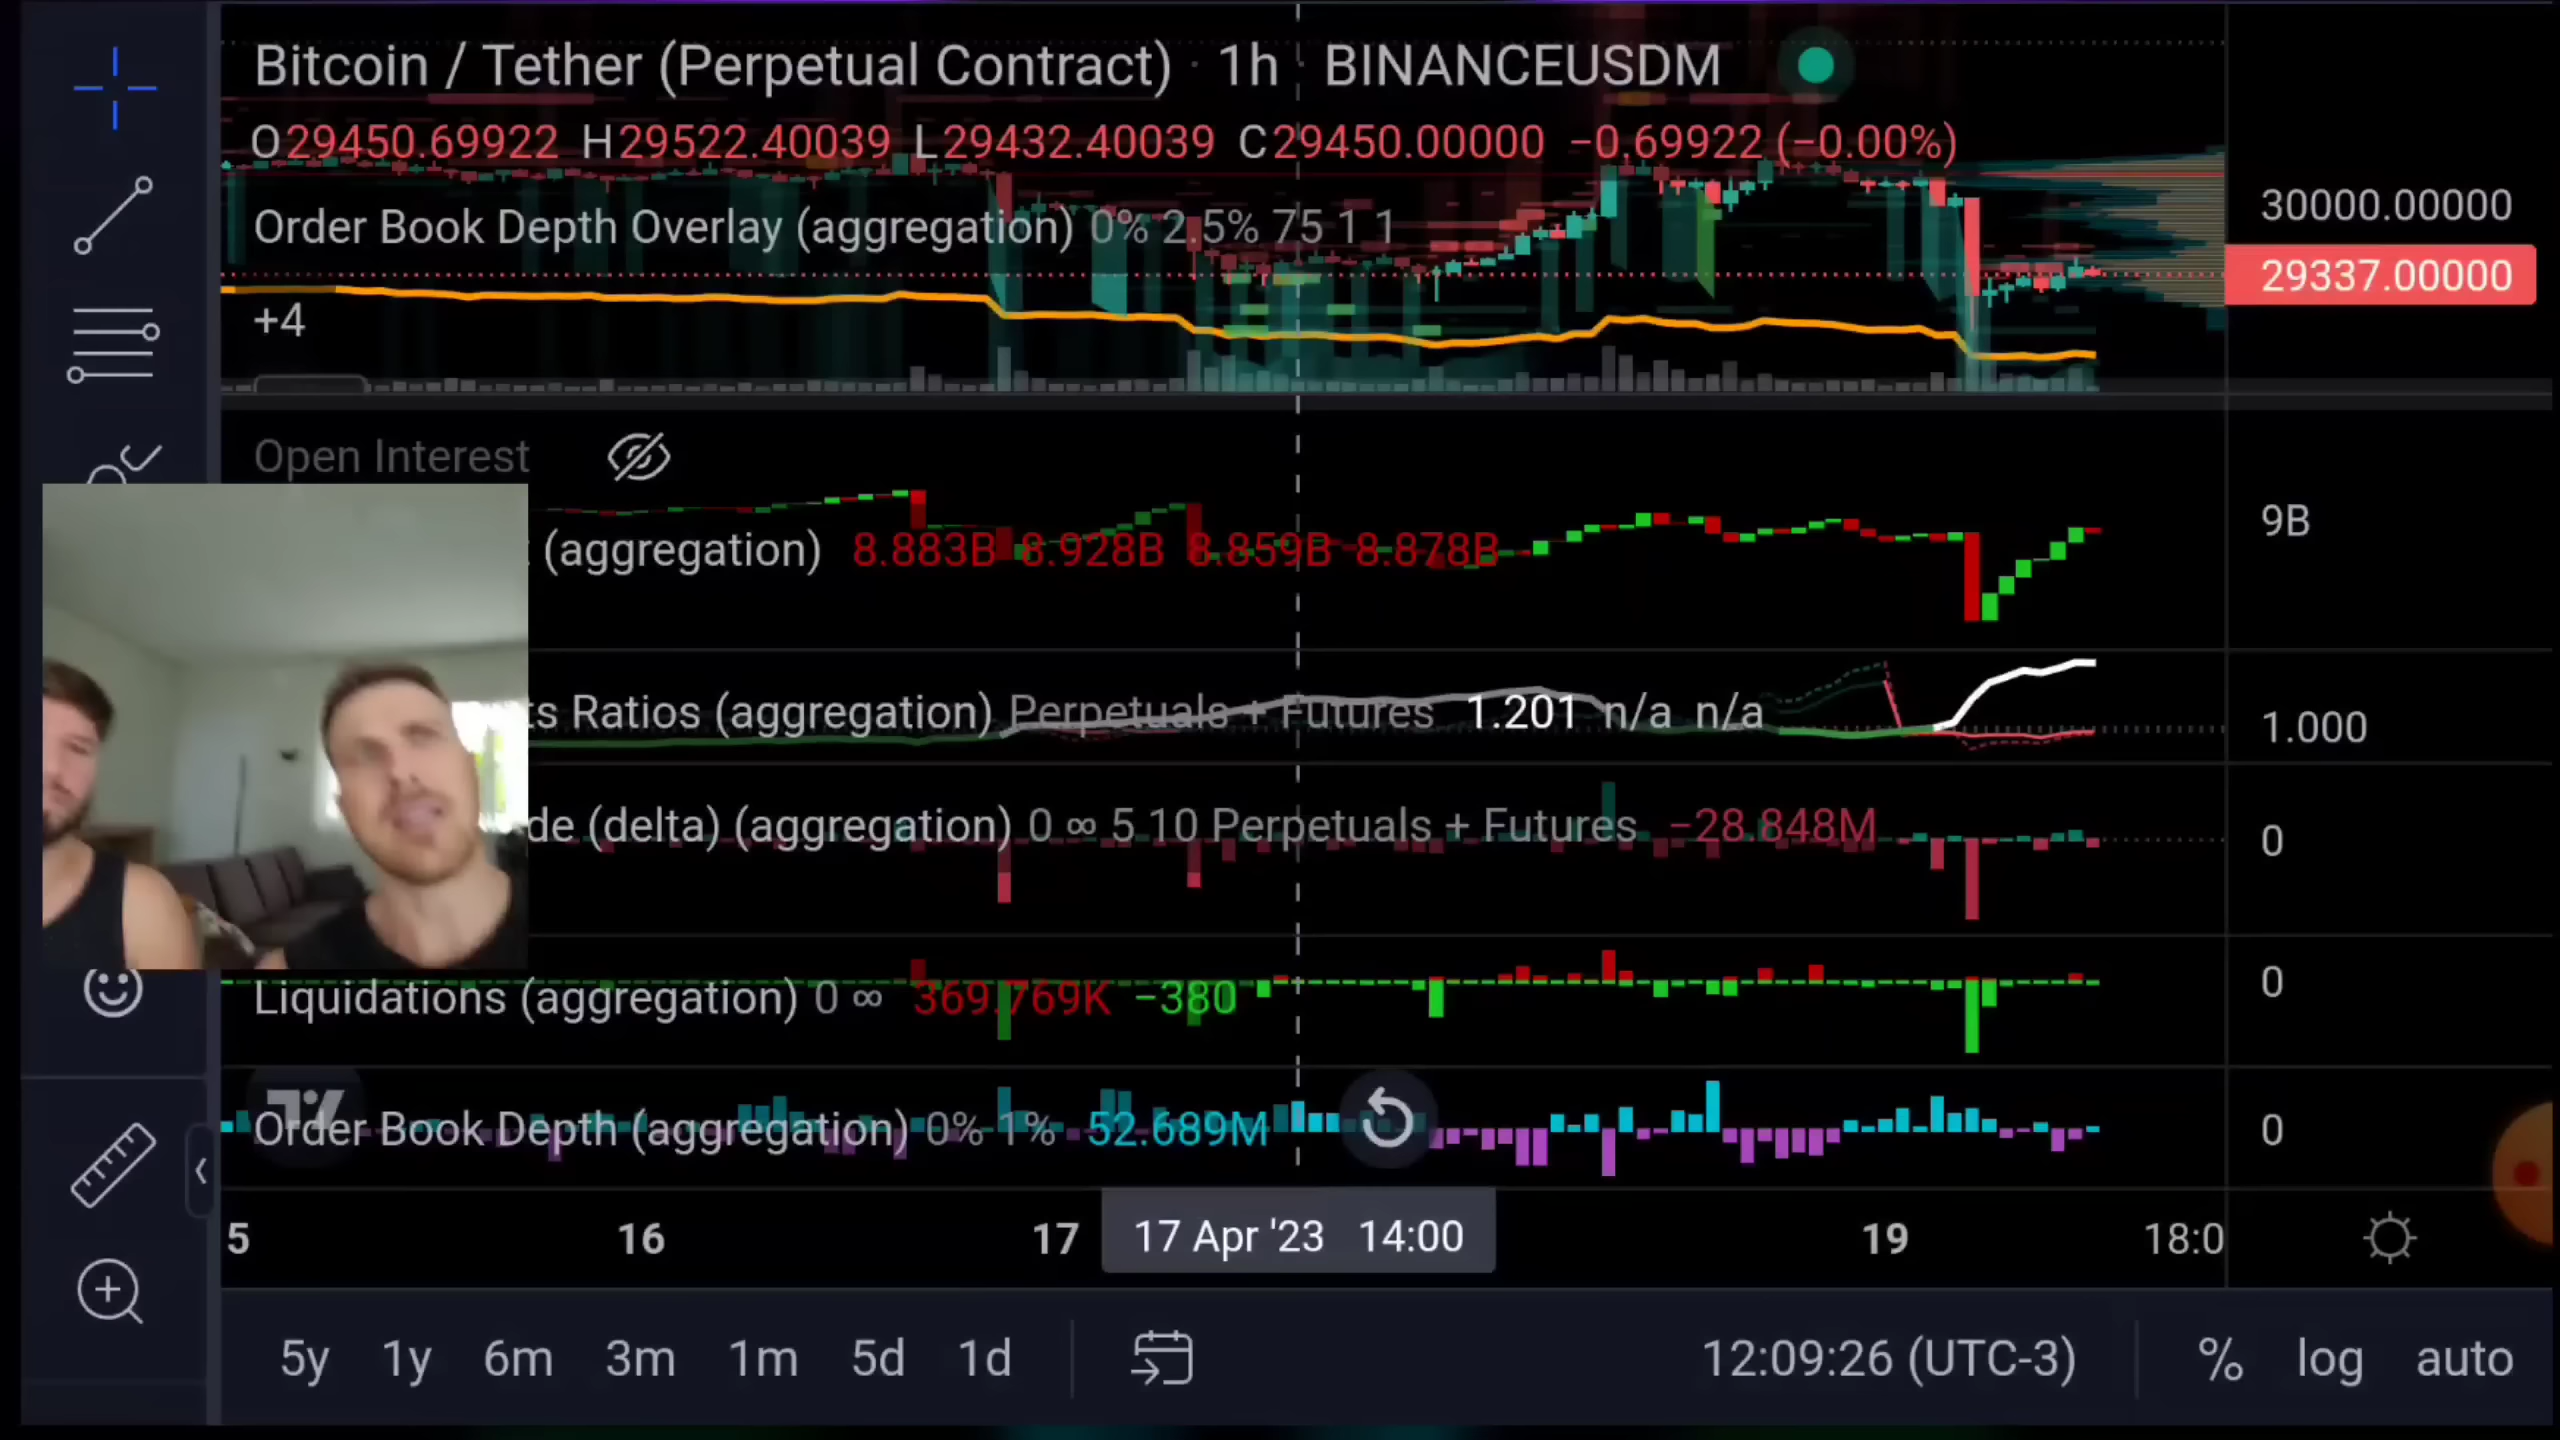 Bitcoin / Tether (Perpetual Contract) · 1h · BINANCEUSDM
O29450.69922 H29522.40039 L29432.40039 C29450.00000 −0.69922 (−0.00%)
Order Book Depth Overlay (aggregation) 0% 2.5% 75 1 1
+4
30000.00000
29337.00000
Open Interest
(aggregation) 8.883B 8.928B 8.859B 8.878B
9B
ts Ratios (aggregation) Perpetuals + Futures 1.201 n/a n/a
1.000
de (delta) (aggregation) 0 ∞ 5 10 Perpetuals + Futures −28.848M
0
Liquidations (aggregation) 0 ∞ 369.769K −380
0
Order Book Depth (aggregation) 0% 1% 52.689M
0
5 16 17 17 Apr '23 14:00 19 18:0
5y 1y 6m 3m 1m 5d 1d 12:09:26 (UTC-3) % log auto